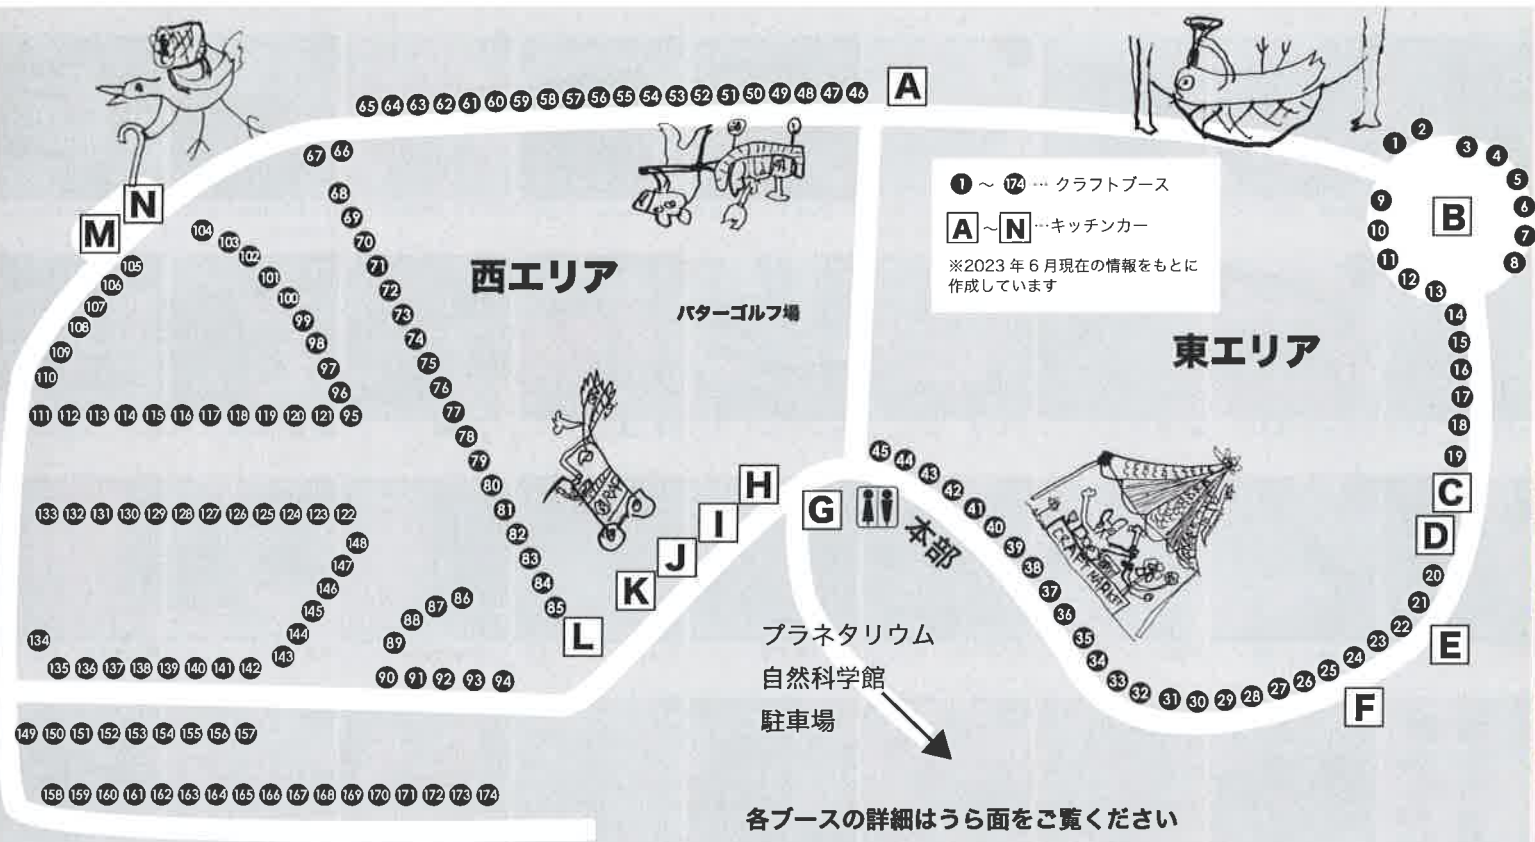 65 64 63 62 61 60 59 58 57 56 55 54 53 52 51 50 49 48 47 46
A
67 66
68
69
70
71
72
73
74
75
76
77
78
79
80
81
82
83
84
85
N
M
104
103
102
101
100
99
98
97
96
105
106
107
108
109
110
111 112 113 114 115 116 117 118 119 120 121 95
133 132 131 130 129 128 127 126 125 124 123 122
148
147
146
145
144
143
134
135 136 137 138 139 140 141 142
86
87
88
89
90 91 92 93 94
149 150 151 152 153 154 155 156 157
158 159 160 161 162 163 164 165 166 167 168 169 170 171 172 173 174
西エリア
パターゴルフ場
H
I
J
K
L
G
本部
プラネタリウム
自然科学館
駐車場
1 ～ 174 … クラフトブース
A ～ N … キッチンカー
※2023 年 6 月現在の情報をもとに
作成しています
東エリア
1
2
3
4
5
6
7
8
B
9
10
11
12
13
14
15
16
17
18
19
C
D
20
21
22
23
24
25
26
27
28
29
30
31
32
33
34
35
36
37
38
39
40
41
42
43
44
45
E
F
CRAFT MARKET
各ブースの詳細はうら面をご覧ください